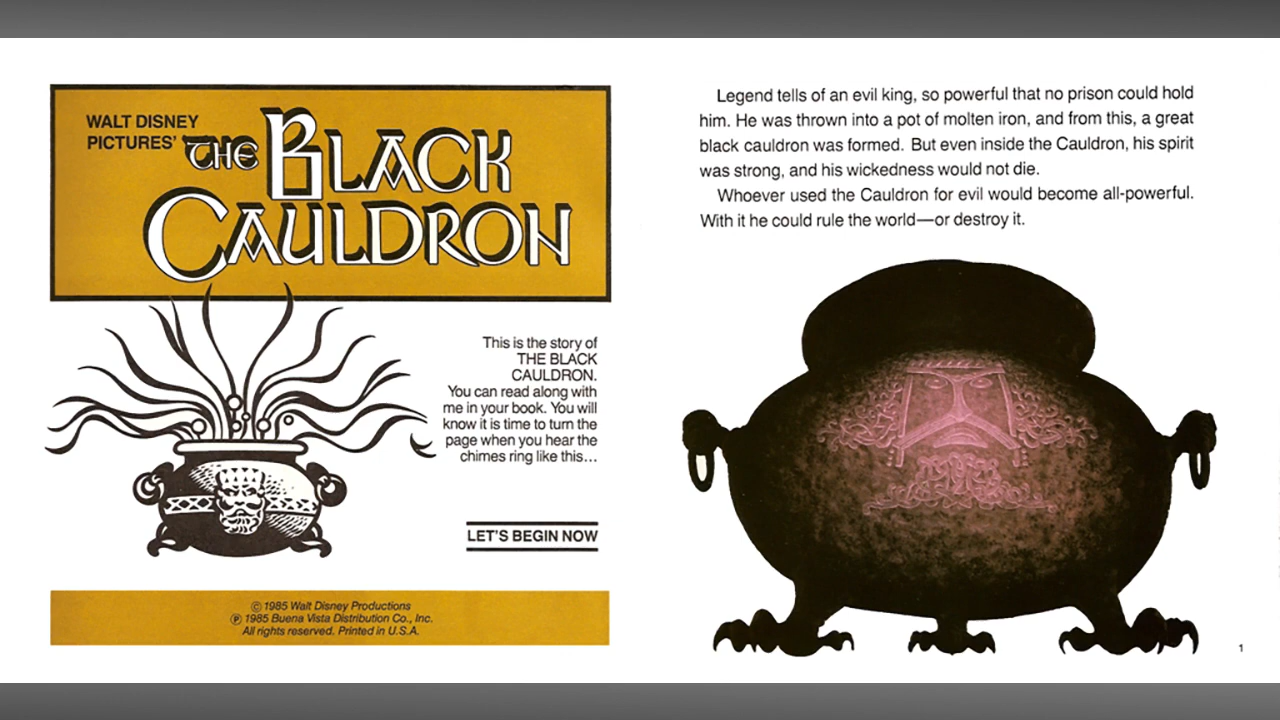 WALT DISNEY
PICTURES'
THE BLACK
CAULDRON
This is the story of
THE BLACK
CAULDRON.
You can read along with
me in your book. You will
know it is time to turn the
page when you hear the
chimes ring like this...
LET'S BEGIN NOW
© 1985 Walt Disney Productions
℗ 1985 Buena Vista Distribution Co., Inc.
All rights reserved. Printed in U.S.A.
Legend tells of an evil king, so powerful that no prison could hold
him. He was thrown into a pot of molten iron, and from this, a great
black cauldron was formed. But even inside the Cauldron, his spirit
was strong, and his wickedness would not die.
Whoever used the Cauldron for evil would become all-powerful.
With it he could rule the world—or destroy it.
1